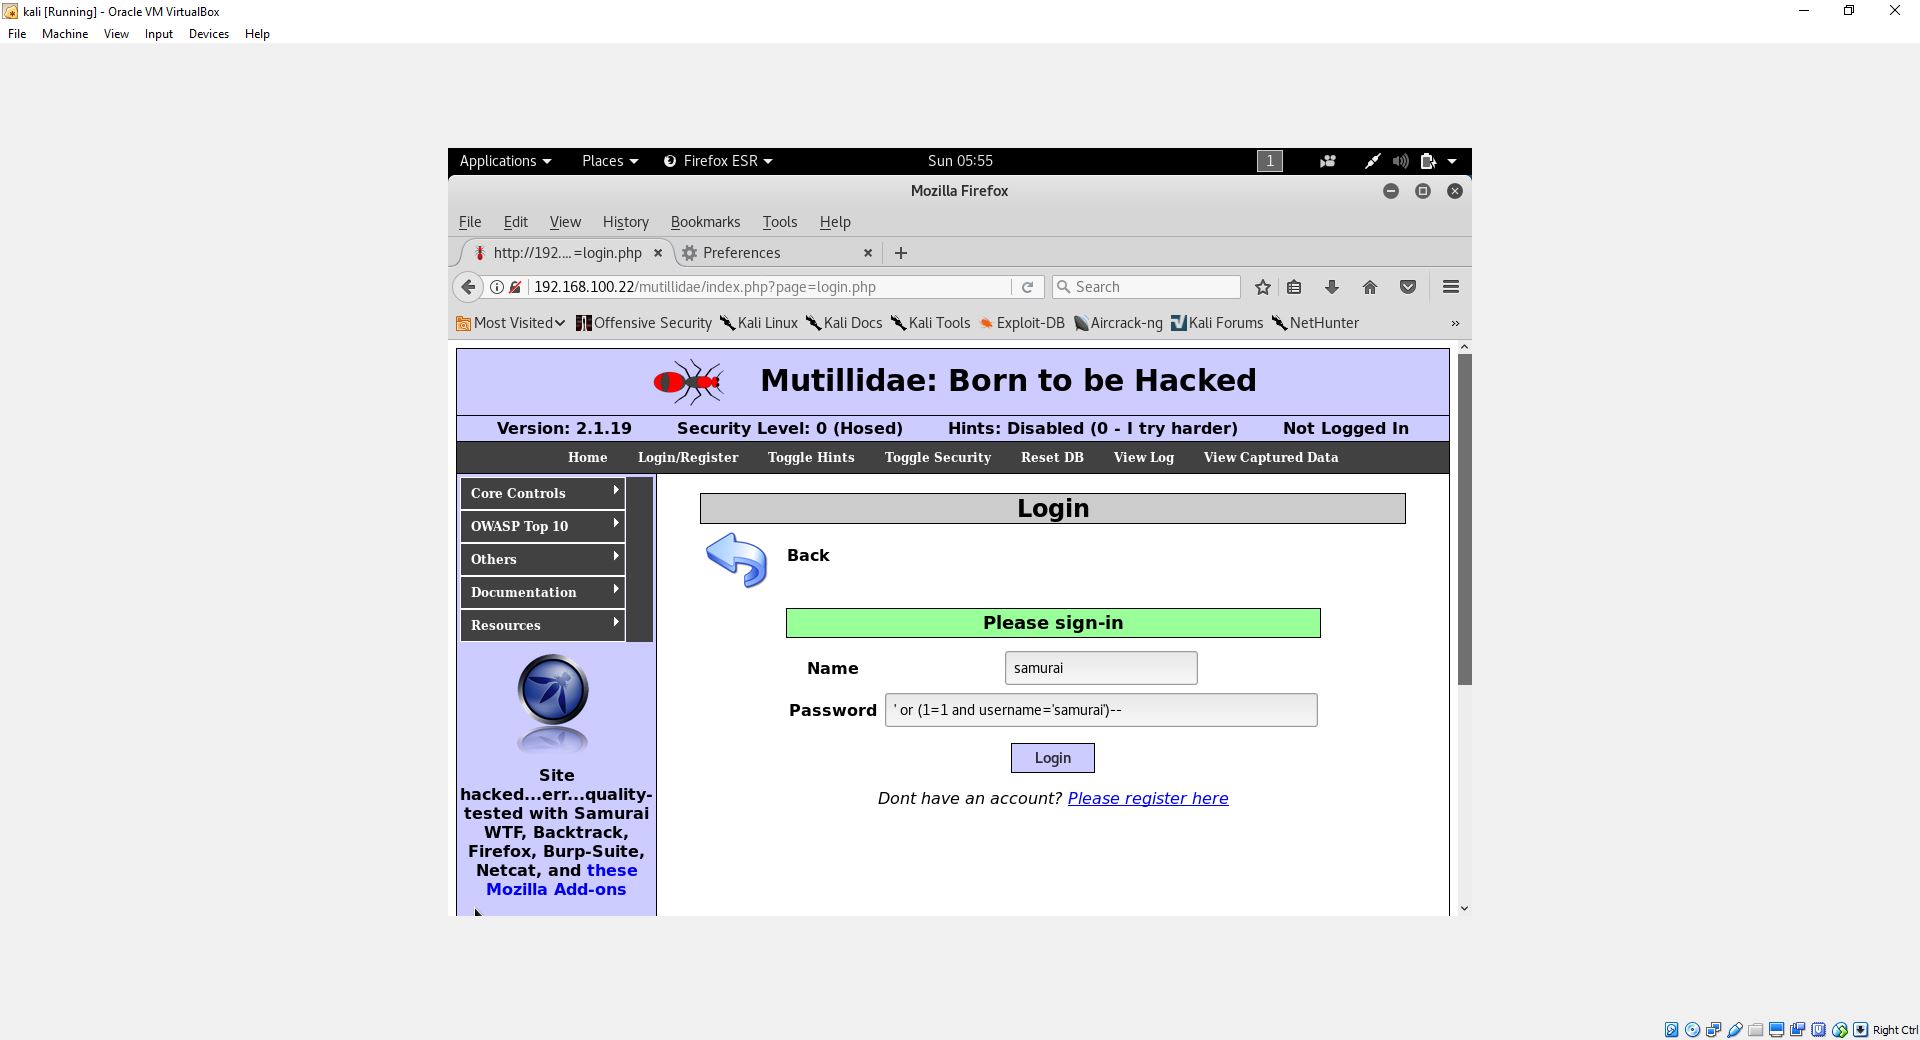 kali [Running] - Oracle VM VirtualBox
File Machine View Input Devices Help
Applications Places Firefox ESR Sun 05:55 1
Mozilla Firefox
File Edit View History Bookmarks Tools Help
http://192.... =login.php Preferences
192.168.100.22/mutillidae/index.php?page=login.php Search
Most Visited Offensive Security Kali Linux Kali Docs Kali Tools Exploit-DB Aircrack-ng Kali Forums NetHunter »
Mutillidae: Born to be Hacked
Version: 2.1.19 Security Level: 0 (Hosed) Hints: Disabled (0 - I try harder) Not Logged In
Home Login/Register Toggle Hints Toggle Security Reset DB View Log View Captured Data
Core Controls
OWASP Top 10
Others
Documentation
Resources
Site
hacked...err...quality-
tested with Samurai
WTF, Backtrack,
Firefox, Burp-Suite,
Netcat, and these
Mozilla Add-ons
Login
Back
Please sign-in
Name samurai
Password ' or (1=1 and username='samurai')--
Login
Dont have an account? Please register here
Right Ctrl